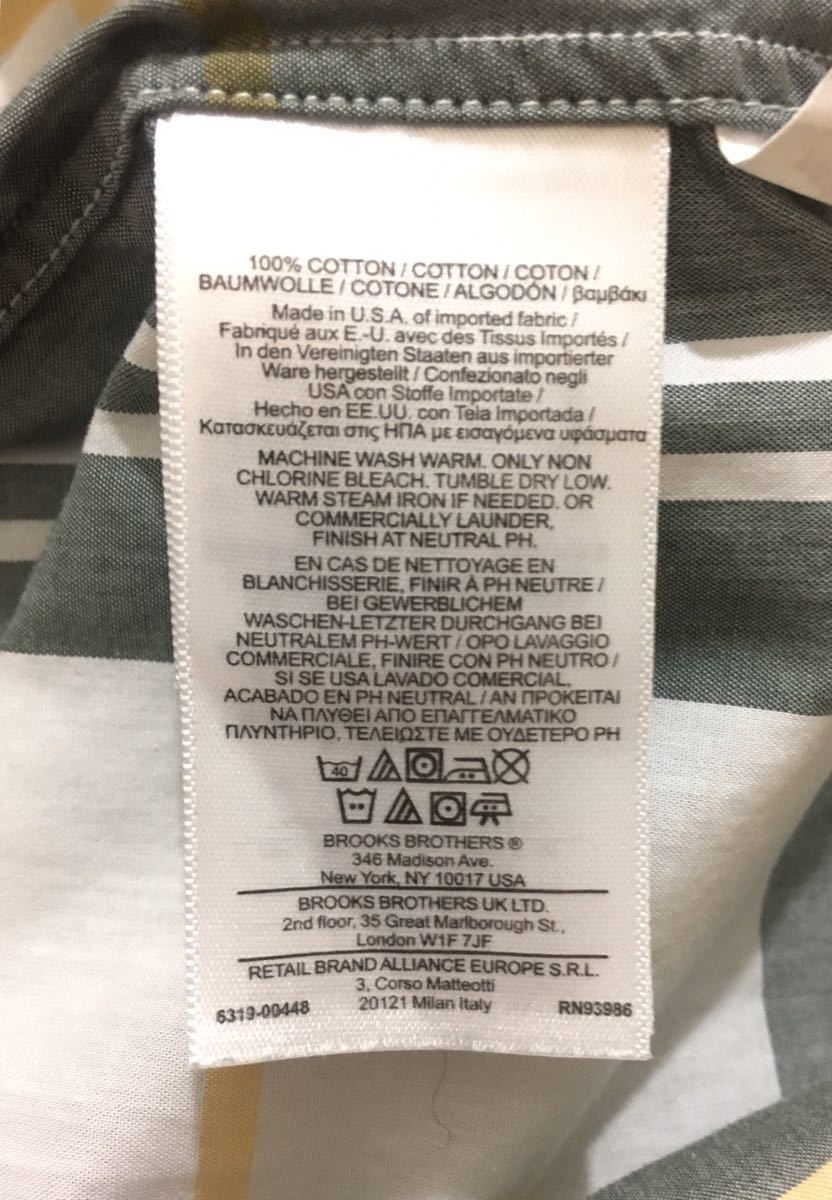 100% COTTON / COTTON / COTON /
BAUMWOLLE / COTONE / ALGODÓN / βαμβάκι
Made in U.S.A. of imported fabric /
Fabriqué aux E.-U. avec des Tissus Importés /
In den Vereinigten Staaten aus importierter
Ware hergestellt / Confezionato negli
USA con Stoffe Importate /
Hecho en EE.UU. con Tela Importada /
Κατασκευάζεται στις ΗΠΑ με εισαγόμενα υφάσματα
MACHINE WASH WARM. ONLY NON
CHLORINE BLEACH. TUMBLE DRY LOW.
WARM STEAM IRON IF NEEDED. OR
COMMERCIALLY LAUNDER,
FINISH AT NEUTRAL PH.
EN CAS DE NETTOYAGE EN
BLANCHISSERIE, FINIR À PH NEUTRE /
BEI GEWERBLICHEM
WASCHEN-LETZTER DURCHGANG BEI
NEUTRALEM PH-WERT / OPO LAVAGGIO
COMMERCIALE, FINIRE CON PH NEUTRO /
SI SE USA LAVADO COMERCIAL,
ACABADO EN PH NEUTRAL / ΑΝ ΠΡΟΚΕΙΤΑΙ
ΝΑ ΠΛΥΘΕΙ ΑΠΟ ΕΠΑΓΓΕΛΜΑΤΙΚΟ
ΠΛΥΝΤΗΡΙΟ, ΤΕΛΕΙΩΣΤΕ ΜΕ ΟΥΔΕΤΕΡΟ PH
40
BROOKS BROTHERS ®
346 Madison Ave.
New York, NY 10017 USA
BROOKS BROTHERS UK LTD.
2nd floor, 35 Great Marlborough St.,
London W1F 7JF
RETAIL BRAND ALLIANCE EUROPE S.R.L.
3, Corso Matteotti
6319-00448 20121 Milan Italy RN93986